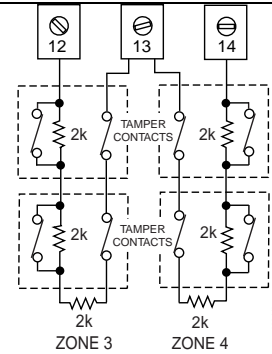 12 13 14
2k TAMPER CONTACTS 2k
2k TAMPER CONTACTS 2k
2k 2k
ZONE 3 ZONE 4